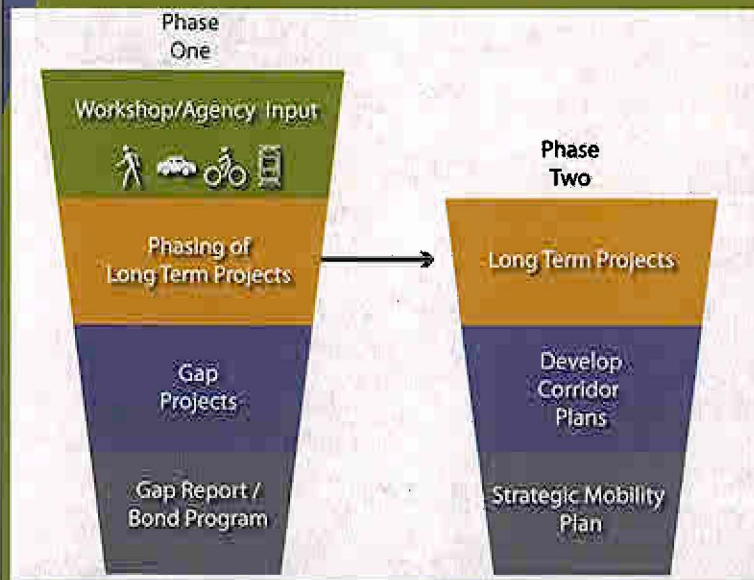 Phase
One
Workshop/Agency Input
Phasing of
Long Term Projects
Gap
Projects
Gap Report /
Bond Program
Phase
Two
Long Term Projects
Develop
Corridor
Plans
Strategic Mobility
Plan